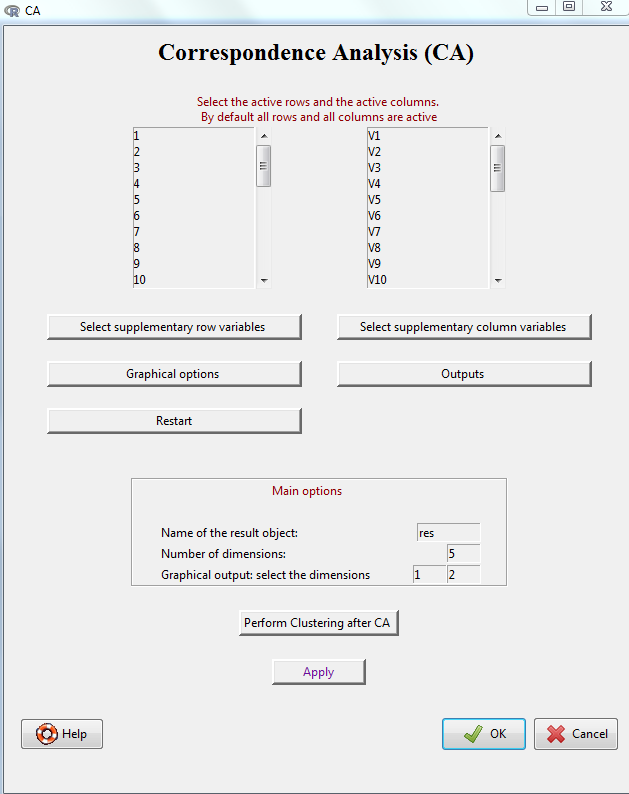 CA
Correspondence Analysis (CA)
Select the active rows and the active columns.
By default all rows and all columns are active
1 V1
2 V2
3 V3
4 V4
5 V5
6 V6
7 V7
8 V8
9 V9
10 V10
Select supplementary row variables Select supplementary column variables
Graphical options Outputs
Restart
Main options
Name of the result object: res
Number of dimensions: 5
Graphical output: select the dimensions 1 2
Perform Clustering after CA
Apply
Help OK Cancel